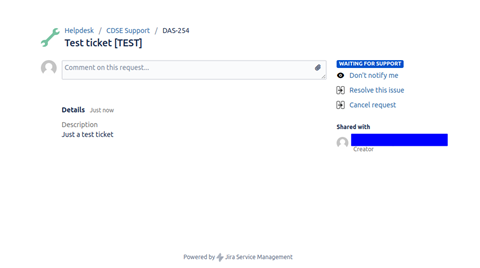 Helpdesk / CDSE Support / DAS-254
Test ticket [TEST]
Comment on this request...
WAITING FOR SUPPORT
Don't notify me
Resolve this issue
Cancel request
Details Just now
Description
Just a test ticket
Shared with
Creator
Powered by Jira Service Management